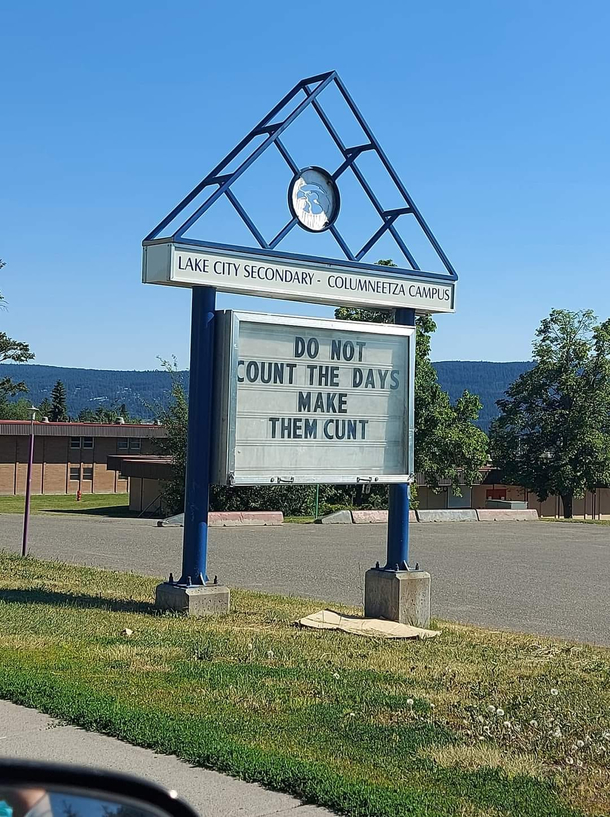 LAKE CITY SECONDARY - COLUMNEETZA CAMPUS
DO NOT
COUNT THE DAYS
MAKE
THEM CUNT